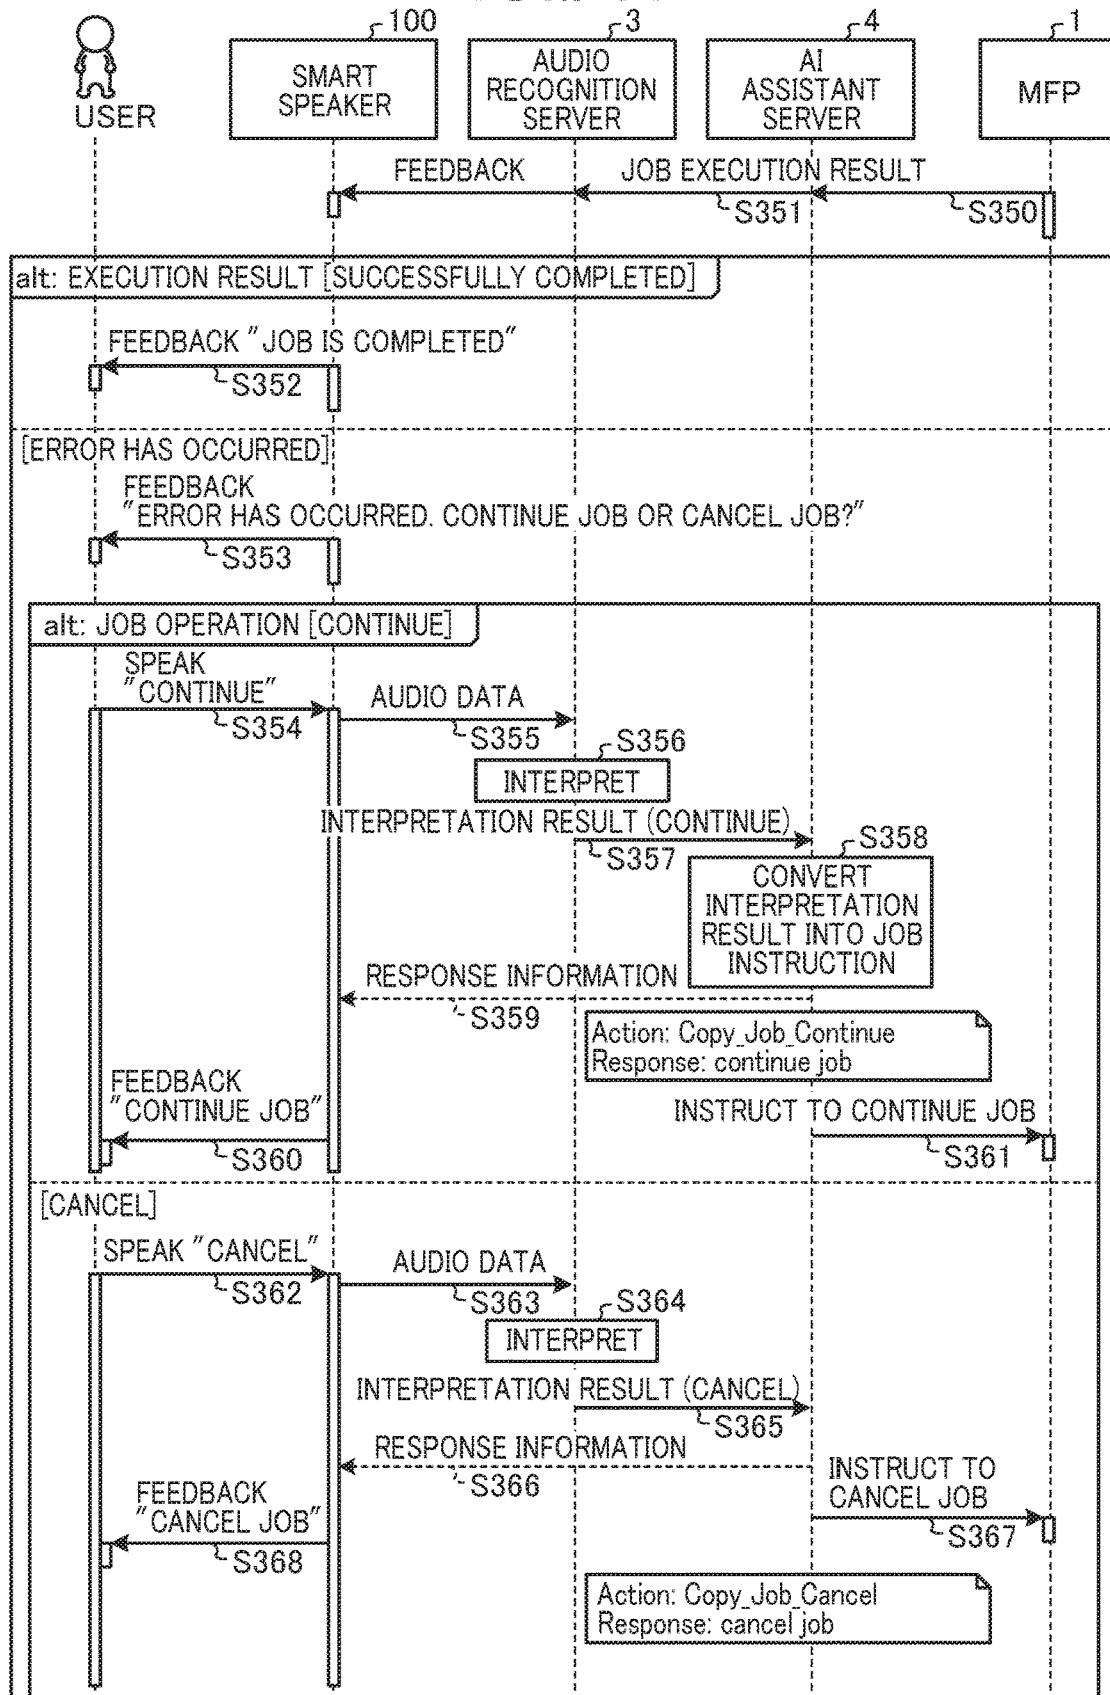 100
3
4
1
USER
SMART
SPEAKER
AUDIO
RECOGNITION
SERVER
AI
ASSISTANT
SERVER
MFP
FEEDBACK
JOB EXECUTION RESULT
S351
S350
alt: EXECUTION RESULT [SUCCESSFULLY COMPLETED]
FEEDBACK "JOB IS COMPLETED"
S352
[ERROR HAS OCCURRED]
FEEDBACK
"ERROR HAS OCCURRED. CONTINUE JOB OR CANCEL JOB?"
S353
alt: JOB OPERATION [CONTINUE]
SPEAK
"CONTINUE"
S354
AUDIO DATA
S355
S356
INTERPRET
INTERPRETATION RESULT (CONTINUE)
S357
S358
CONVERT
INTERPRETATION
RESULT INTO JOB
INSTRUCTION
RESPONSE INFORMATION
S359
Action: Copy_Job_Continue
Response: continue job
FEEDBACK
"CONTINUE JOB"
S360
INSTRUCT TO CONTINUE JOB
S361
[CANCEL]
SPEAK "CANCEL"
S362
AUDIO DATA
S363
S364
INTERPRET
INTERPRETATION RESULT (CANCEL)
S365
RESPONSE INFORMATION
S366
INSTRUCT TO
CANCEL JOB
S367
FEEDBACK
"CANCEL JOB"
S368
Action: Copy_Job_Cancel
Response: cancel job